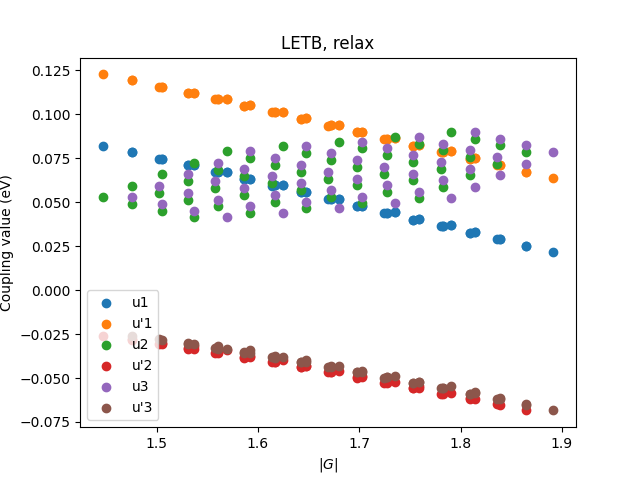 LETB, relax
Coupling value (eV)
0.125
0.100
0.075
0.050
0.025
0.000
−0.025
−0.050
−0.075
u1
u'1
u2
u'2
u3
u'3
1.5
1.6
1.7
1.8
1.9
|G|